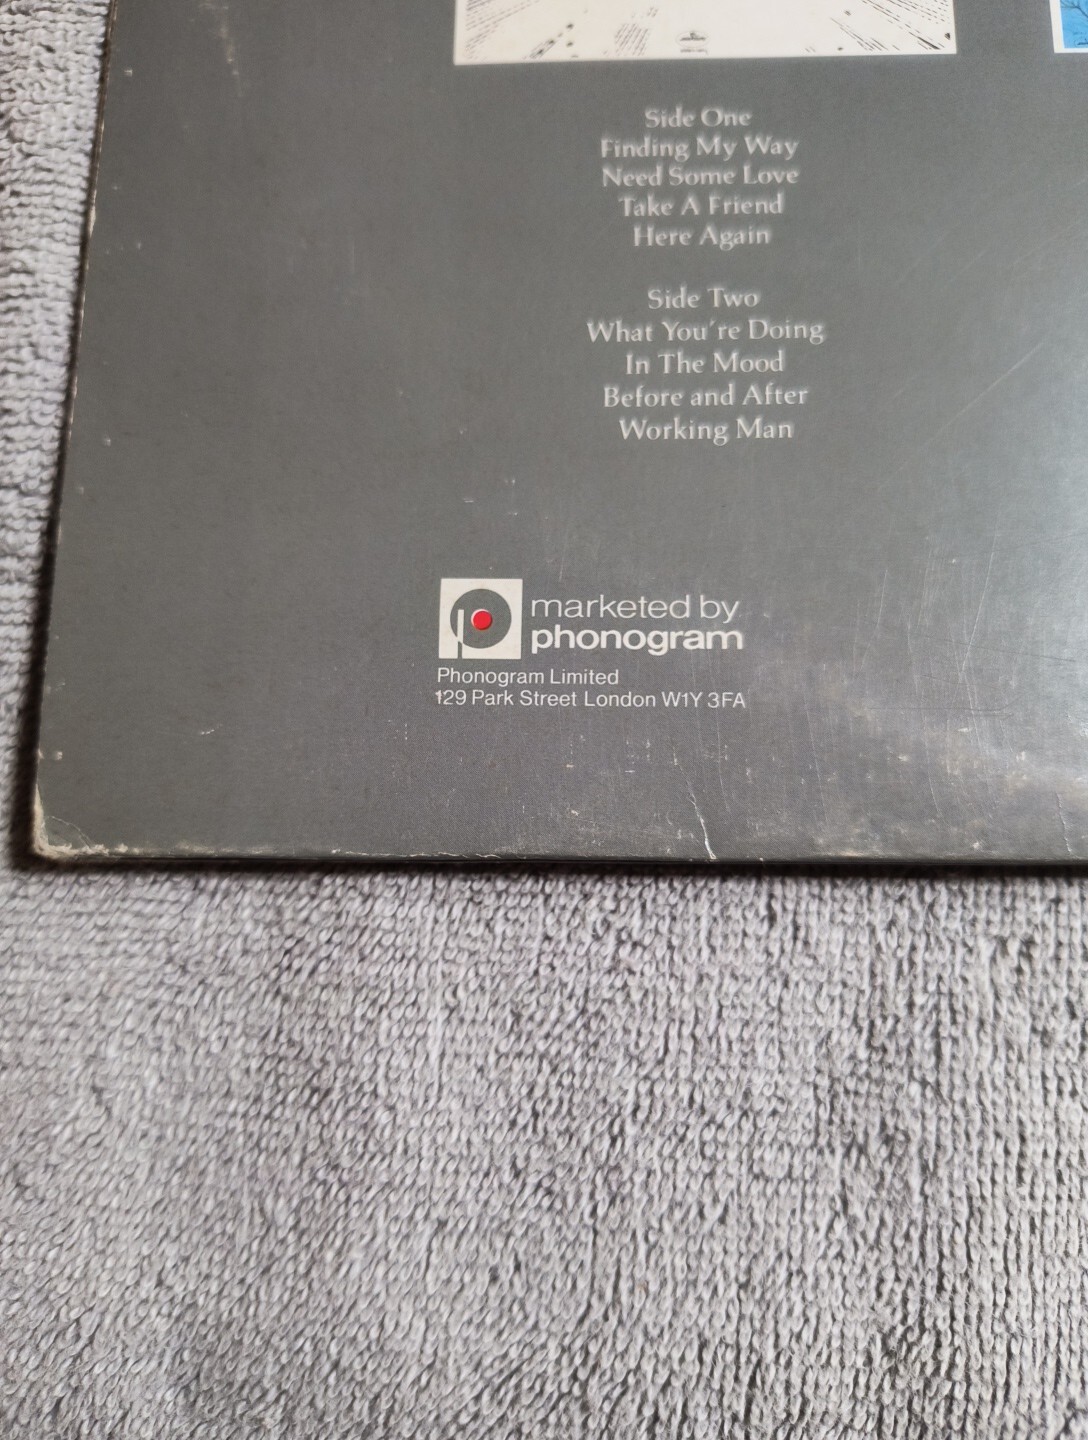 Side One
Finding My Way
Need Some Love
Take A Friend
Here Again
Side Two
What You're Doing
In The Mood
Before and After
Working Man
marketed by
phonogram
Phonogram Limited
129 Park Street London W1Y 3FA